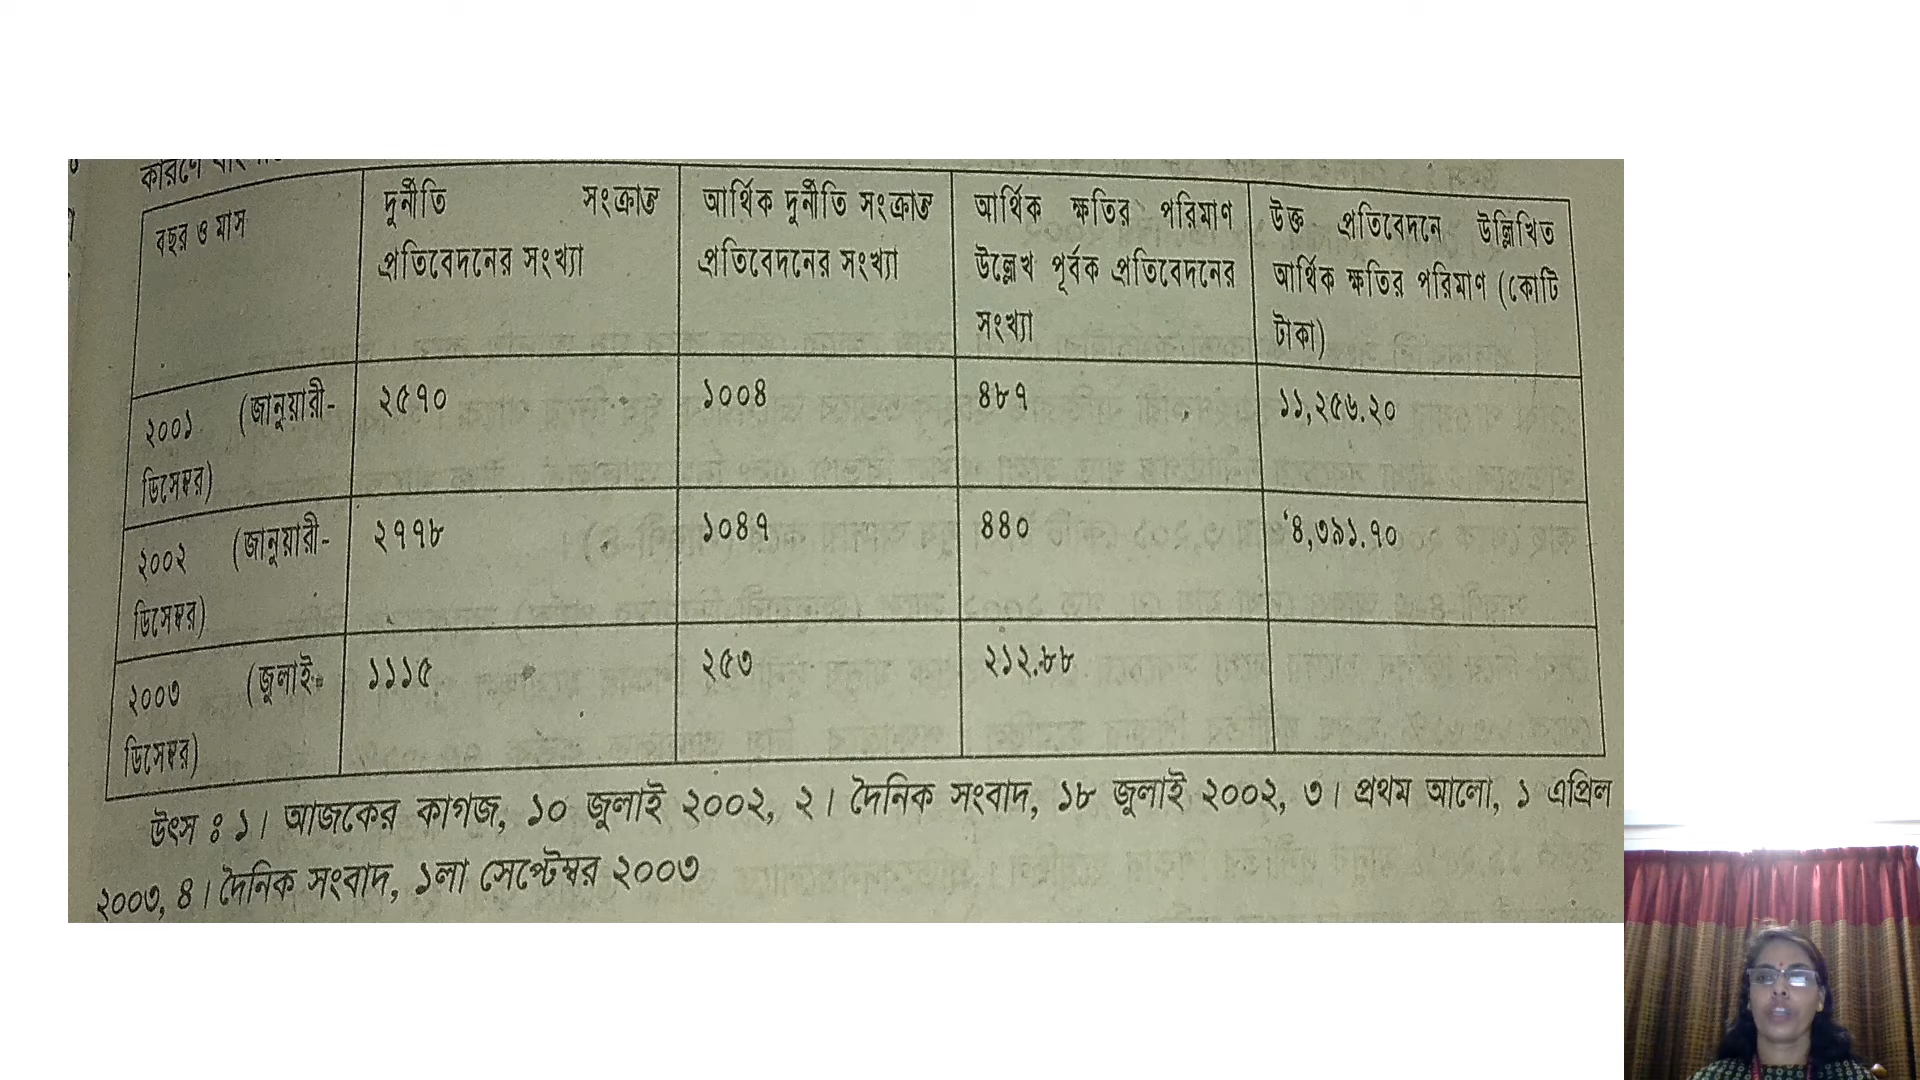 কারণে
বছর ও মাস
দুর্নীতি সংক্রান্ত
প্রতিবেদনের সংখ্যা
আর্থিক দুর্নীতি সংক্রান্ত
প্রতিবেদনের সংখ্যা
আর্থিক ক্ষতির পরিমাণ
উল্লেখ পূর্বক প্রতিবেদনের
সংখ্যা
উক্ত প্রতিবেদনে উল্লিখিত
আর্থিক ক্ষতির পরিমাণ (কোটি
টাকা)
২০০১ (জানুয়ারী-
ডিসেম্বর)
২৫৭০
১০০৪
৪৮৭
১১,২৫৬.২০
২০০২ (জানুয়ারী-
ডিসেম্বর)
২৭৭৮
১০৪৭
৪৪০
৪,৩৯১.৭০
২০০৩ (জুলাই-
ডিসেম্বর)
১১১৫
২৫৩
২১২.৮৮
উৎস ঃ ১। আজকের কাগজ, ১০ জুলাই ২০০২, ২। দৈনিক সংবাদ, ১৮ জুলাই ২০০২, ৩। প্রথম আলো, ১ এপ্রিল
২০০৩, ৪। দৈনিক সংবাদ, ১লা সেপ্টেম্বর ২০০৩